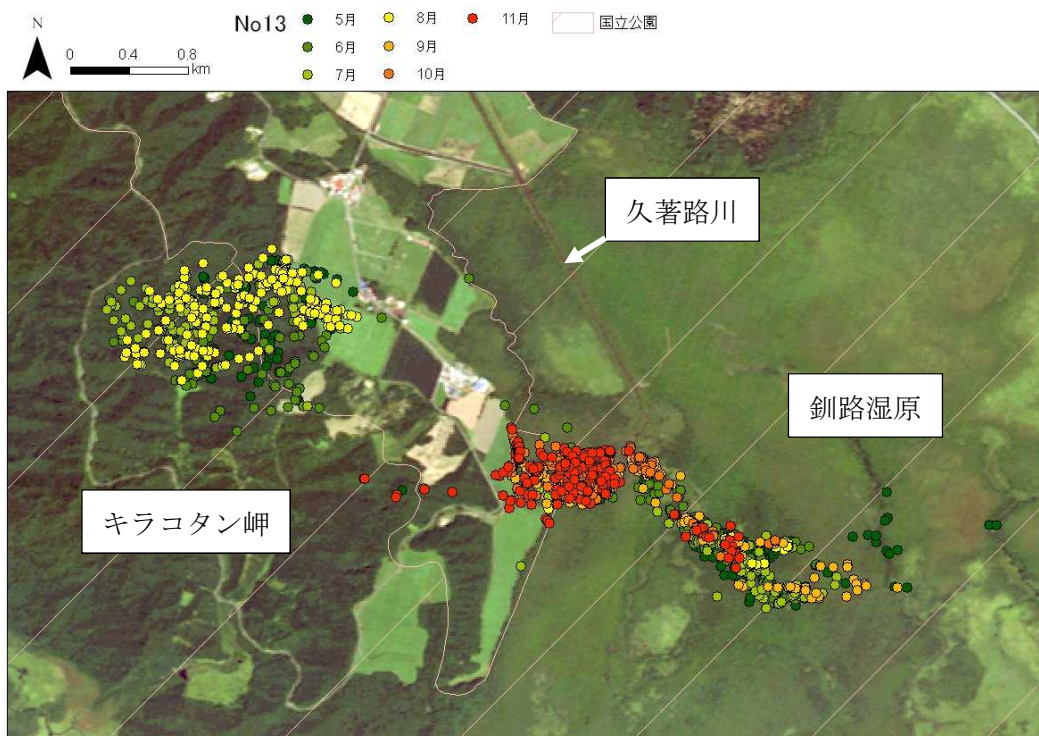 N
0 0.4 0.8
km
No13
5月 8月 11月 国立公園
6月 9月
7月 10月
久著路川
釧路湿原
キラコタン岬